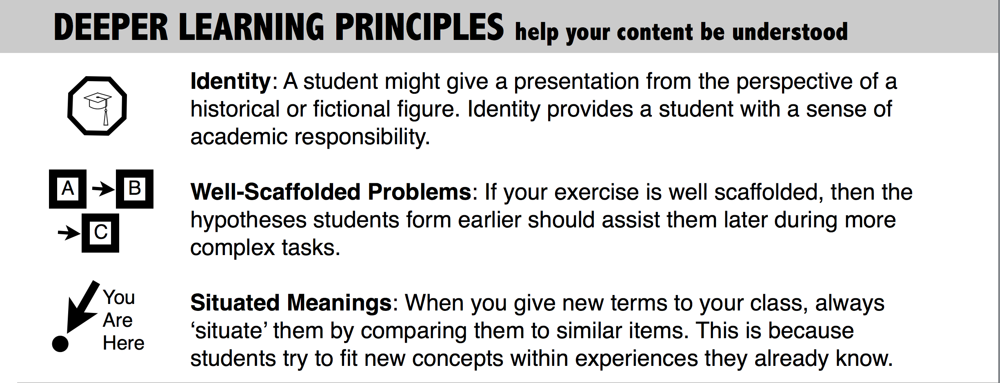 DEEPER LEARNING PRINCIPLES help your content be understood
Identity: A student might give a presentation from the perspective of a
historical or fictional figure. Identity provides a student with a sense of
academic responsibility.
A B
C
Well-Scaffolded Problems: If your exercise is well scaffolded, then the
hypotheses students form earlier should assist them later during more
complex tasks.
You
Are
Here
Situated Meanings: When you give new terms to your class, always
‘situate’ them by comparing them to similar items. This is because
students try to fit new concepts within experiences they already know.